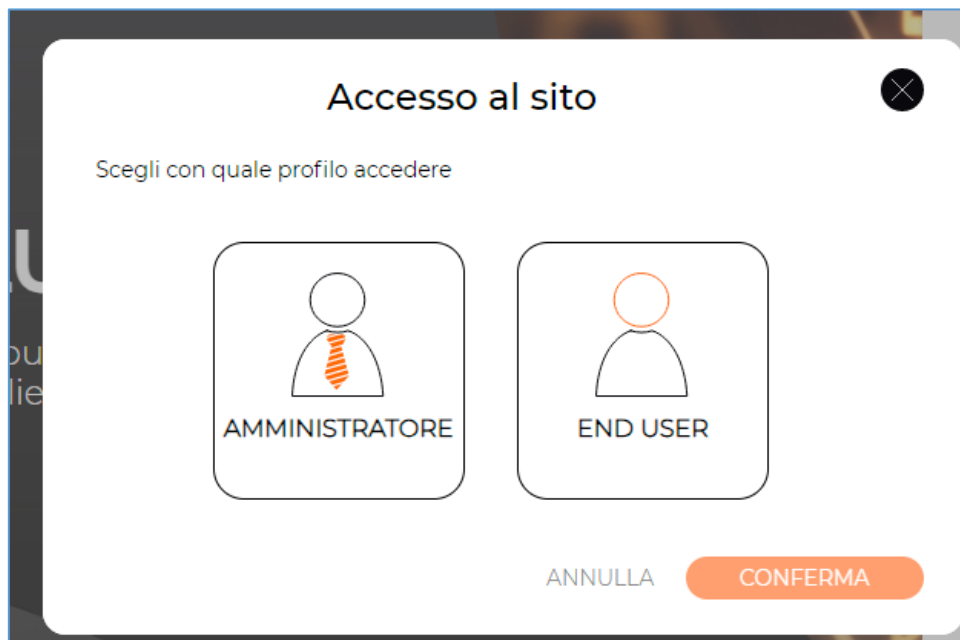 Accesso al sito
Scegli con quale profilo accedere
AMMINISTRATORE
END USER
ANNULLA
CONFERMA